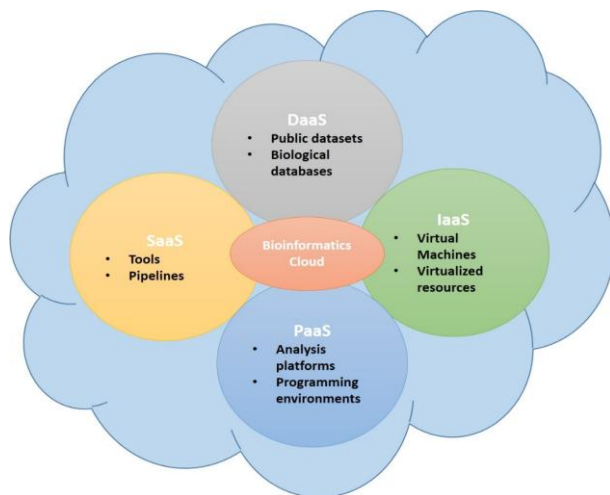 DaaS
• Public datasets
• Biological
databases
SaaS
• Tools
• Pipelines
Bioinformatics
Cloud
IaaS
• Virtual
Machines
• Virtualized
resources
PaaS
• Analysis
platforms
• Programming
environments